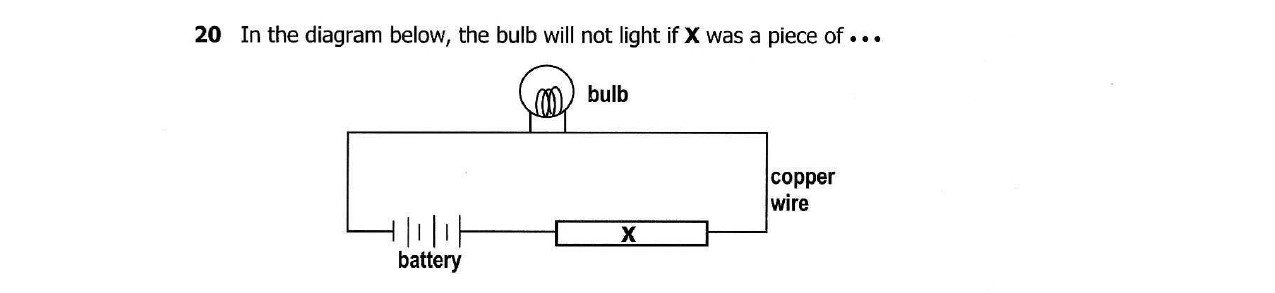 20 In the diagram below, the bulb will not light if X was a piece of •••
bulb
copper
wire
X
battery